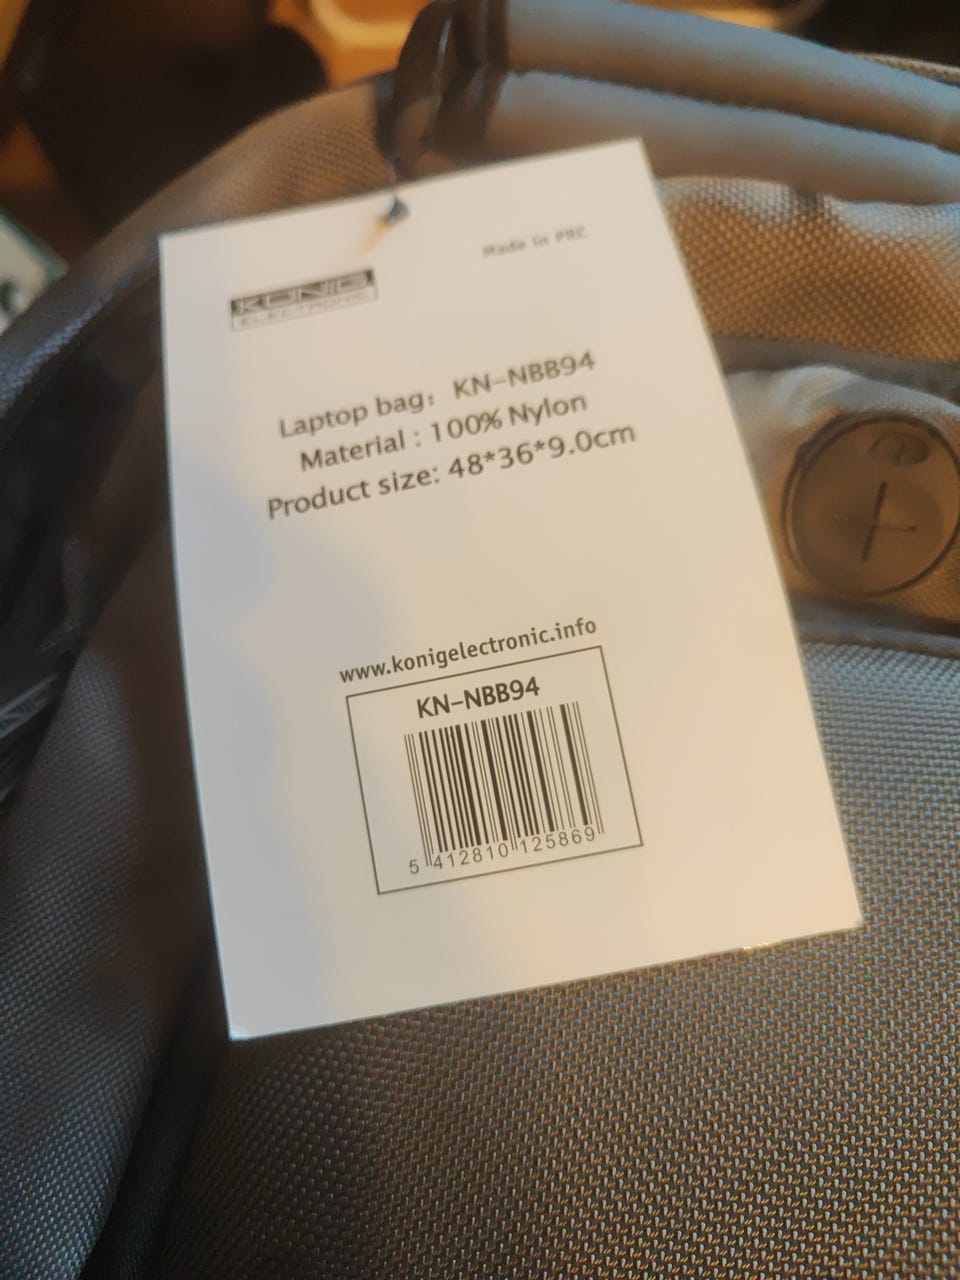 Made in PRC
KÖNIG
ELECTRONIC
Laptop bag: KN-NBB94
Material : 100% Nylon
Product size: 48*36*9.0cm
www.konigelectronic.info
KN-NBB94
5 412810 125869